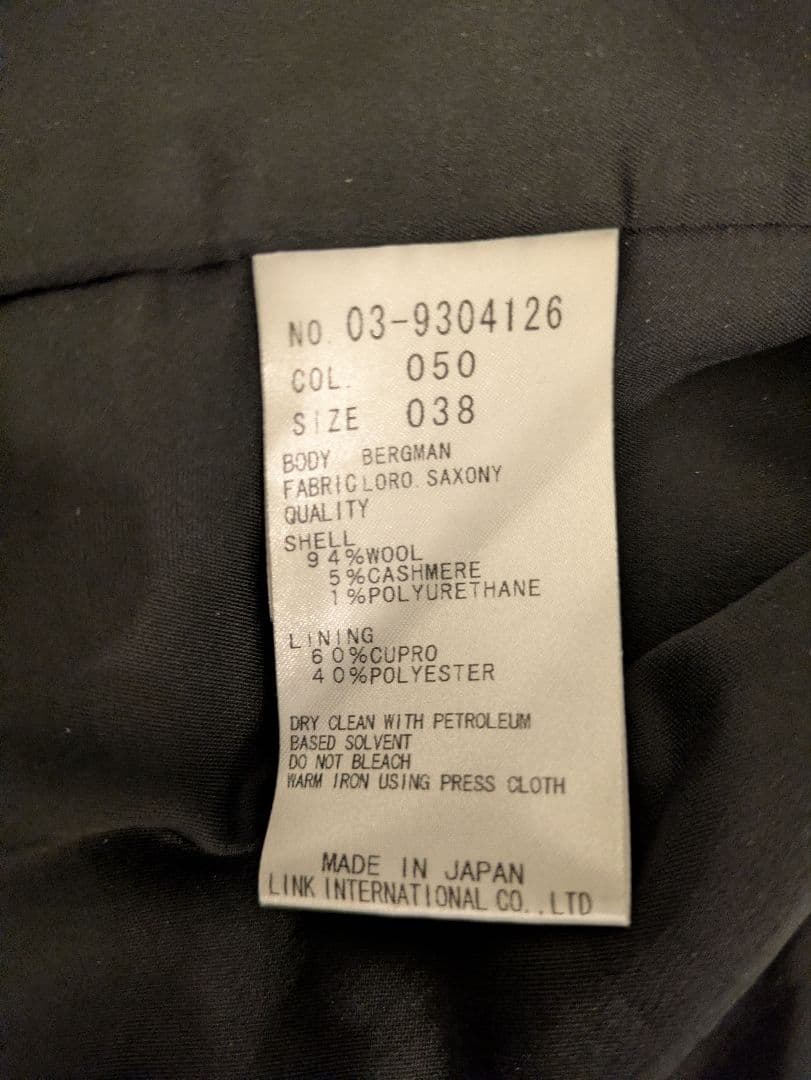 NO. 03-9304126
COL. 050
SIZE 038
BODY BERGMAN
FABRIC LORO. SAXONY
QUALITY
SHELL
94%WOOL
5%CASHMERE
1%POLYURETHANE
LINING
60%CUPRO
40%POLYESTER
DRY CLEAN WITH PETROLEUM
BASED SOLVENT
DO NOT BLEACH
WARM IRON USING PRESS CLOTH
MADE IN JAPAN
LINK INTERNATIONAL CO.,LTD